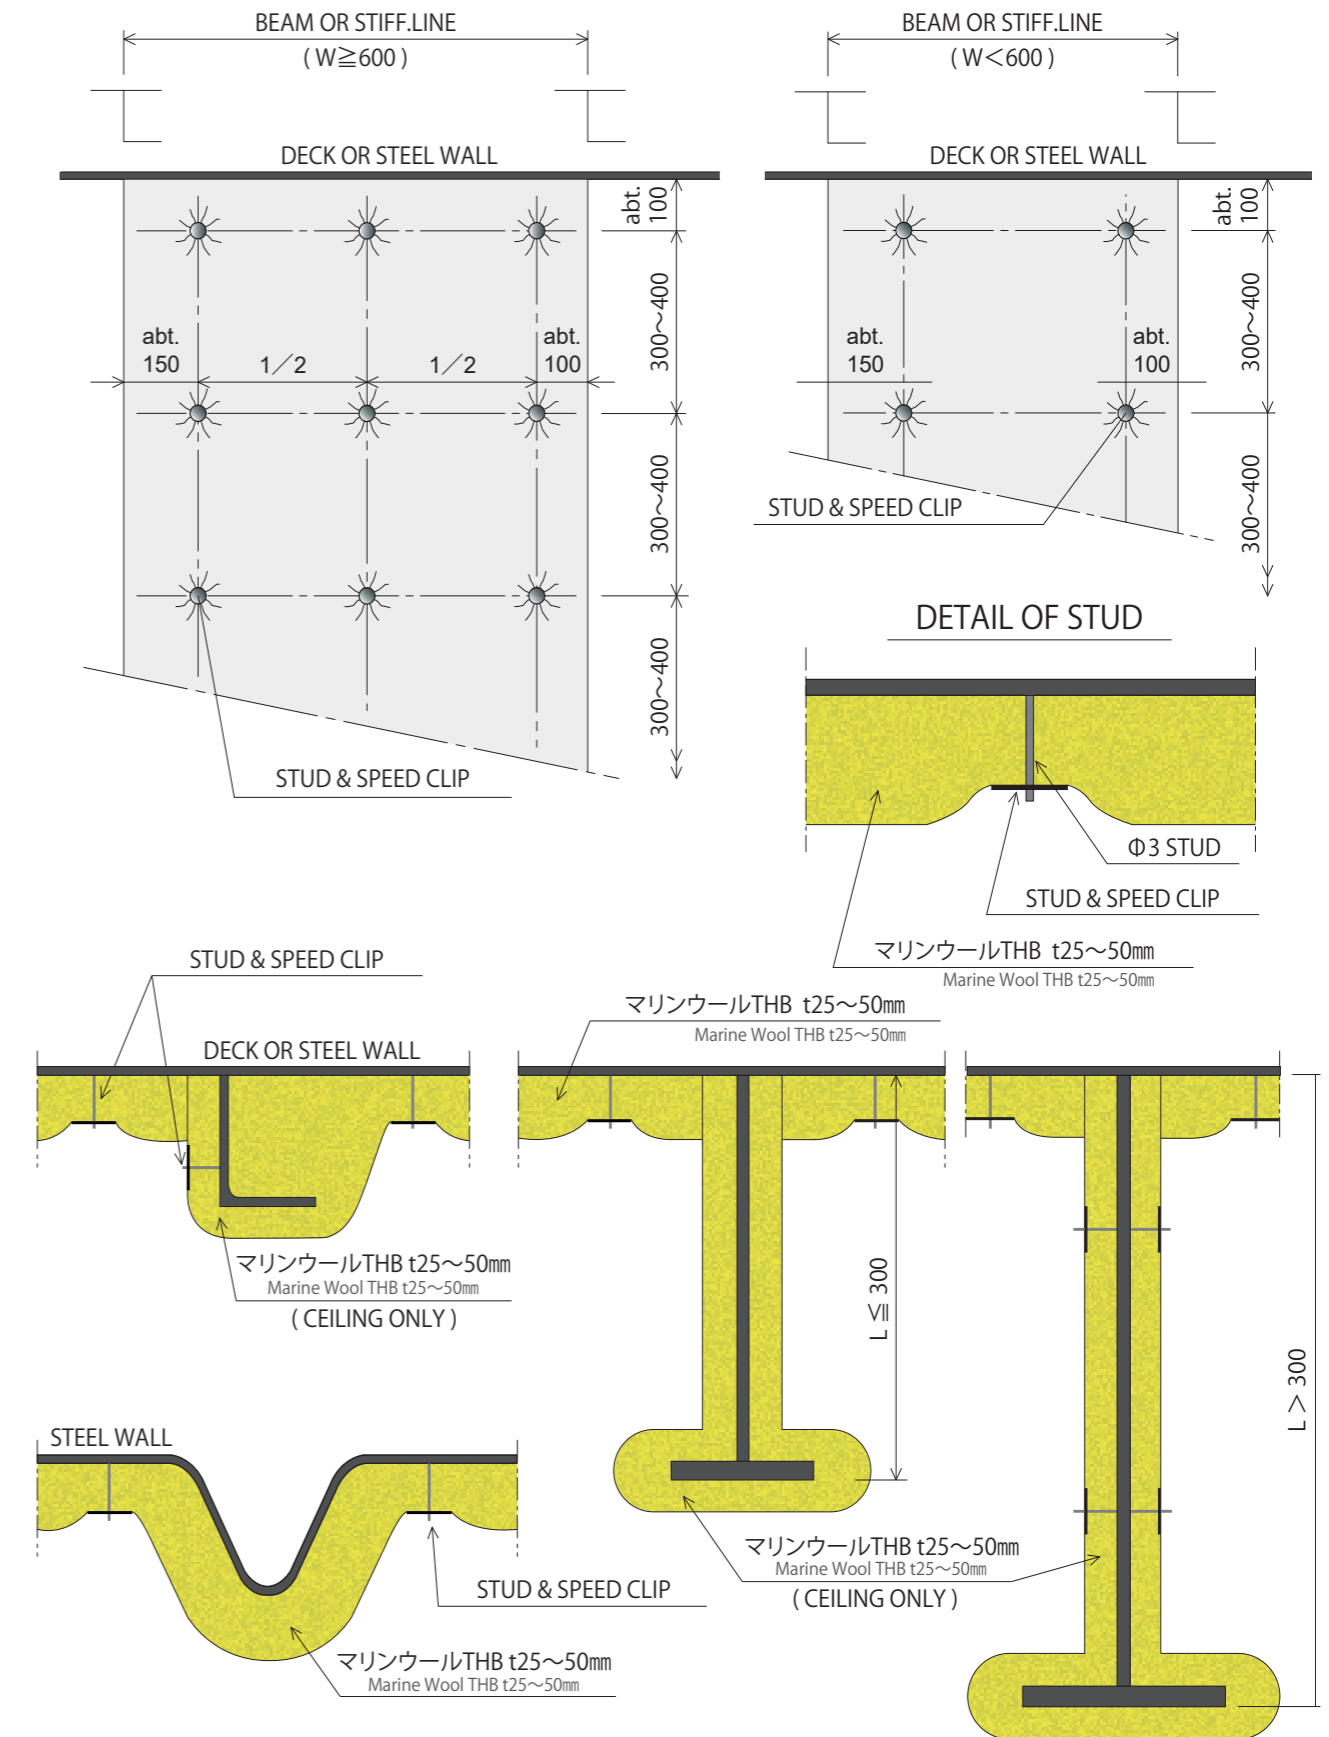 BEAM OR STIFF.LINE
( W≧600 )
DECK OR STEEL WALL
abt.
100
300〜400
abt.
150
1／2
1／2
abt.
100
300〜400
300〜400
STUD & SPEED CLIP
BEAM OR STIFF.LINE
( W＜600 )
DECK OR STEEL WALL
abt.
100
300〜400
abt.
150
abt.
100
300〜400
STUD & SPEED CLIP
DETAIL OF STUD
Φ3 STUD
STUD & SPEED CLIP
マリンウールTHB t25〜50㎜
Marine Wool THB t25〜50㎜
STUD & SPEED CLIP
DECK OR STEEL WALL
マリンウールTHB t25〜50㎜
Marine Wool THB t25〜50㎜
( CEILING ONLY )
マリンウールTHB t25〜50㎜
Marine Wool THB t25〜50㎜
L ≦ 300
L > 300
マリンウールTHB t25〜50㎜
Marine Wool THB t25〜50㎜
( CEILING ONLY )
STEEL WALL
STUD & SPEED CLIP
マリンウールTHB t25〜50㎜
Marine Wool THB t25〜50㎜